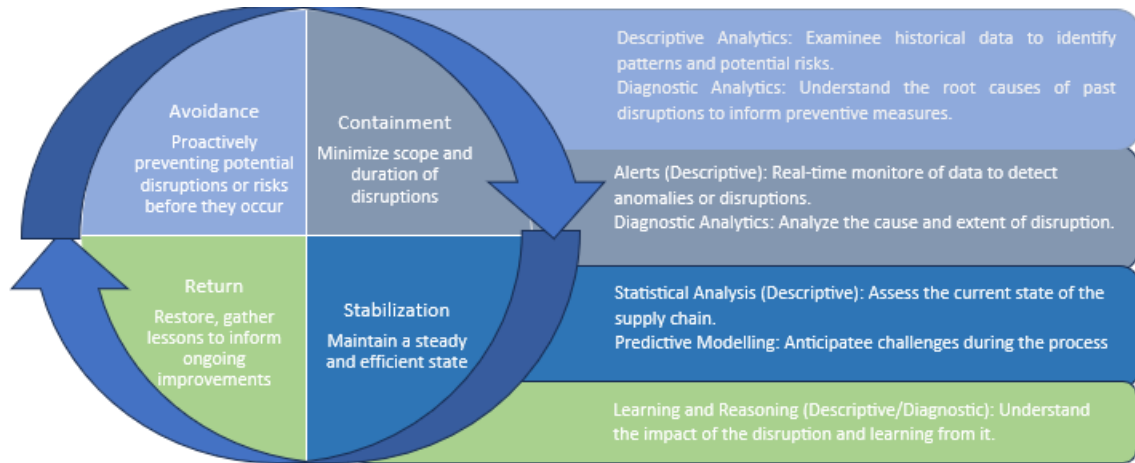 Avoidance
Proactively
preventing potential
disruptions or risks
before they occur
Containment
Minimize scope and
duration of
disruptions
Return
Restore, gather
lessons to inform
ongoing
improvements
Stabilization
Maintain a steady
and efficient state
Descriptive Analytics: Examinee historical data to identify
patterns and potential risks.
Diagnostic Analytics: Understand the root causes of past
disruptions to inform preventive measures.
Alerts (Descriptive): Real-time monitore of data to detect
anomalies or disruptions.
Diagnostic Analytics: Analyze the cause and extent of disruption.
Statistical Analysis (Descriptive): Assess the current state of the
supply chain.
Predictive Modelling: Anticipatee challenges during the process
Learning and Reasoning (Descriptive/Diagnostic): Understand
the impact of the disruption and learning from it.